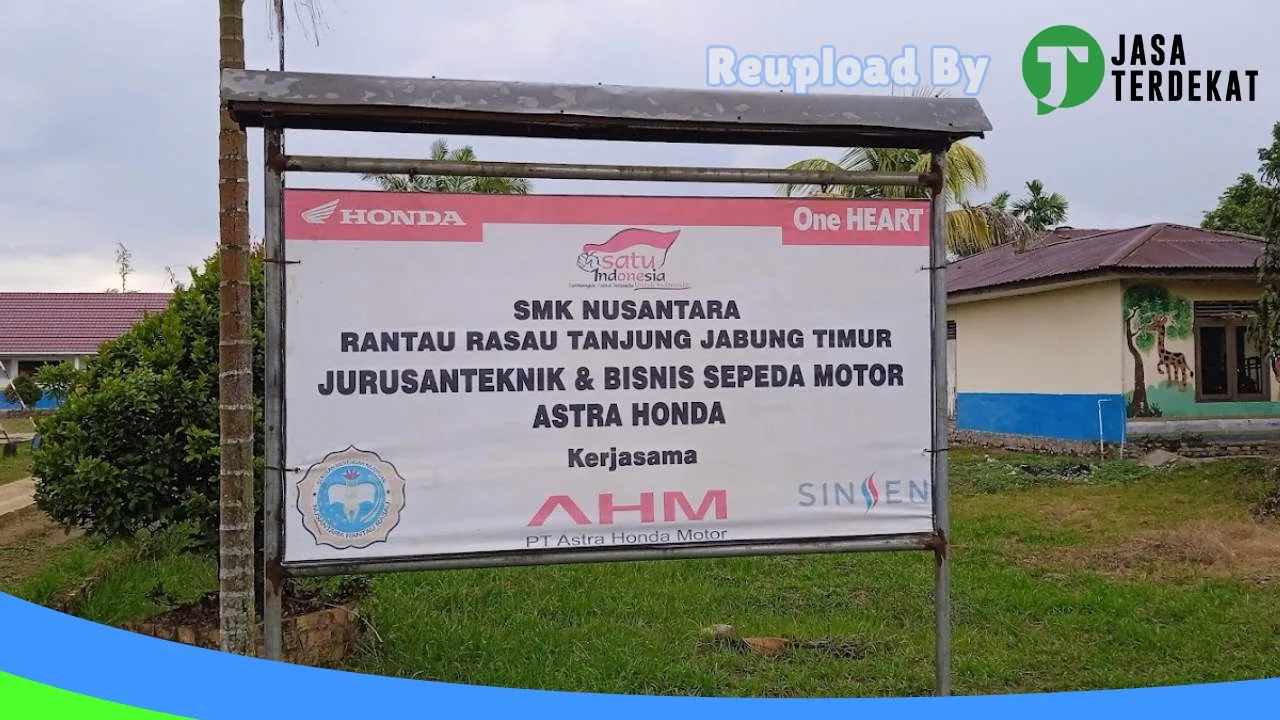 Reupload By
JASA
TERDEKAT
HONDA
One HEART
satu
Indonesia
SMK NUSANTARA
RANTAU RASAU TANJUNG JABUNG TIMUR
JURUSANTEKNIK & BISNIS SEPEDA MOTOR
ASTRA HONDA
Kerjasama
AHM
PT Astra Honda Motor
SINSEN